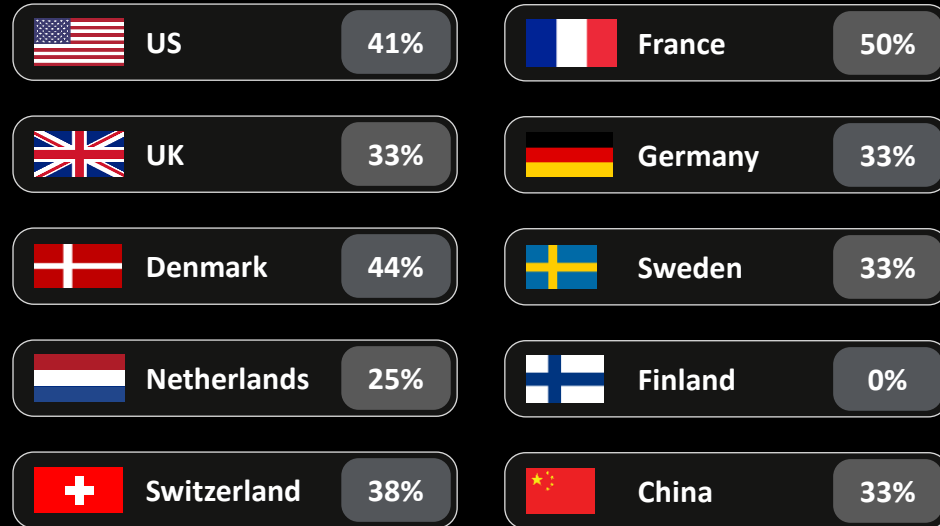 US 41%
France 50%
UK 33%
Germany 33%
Denmark 44%
Sweden 33%
Netherlands 25%
Finland 0%
Switzerland 38%
China 33%